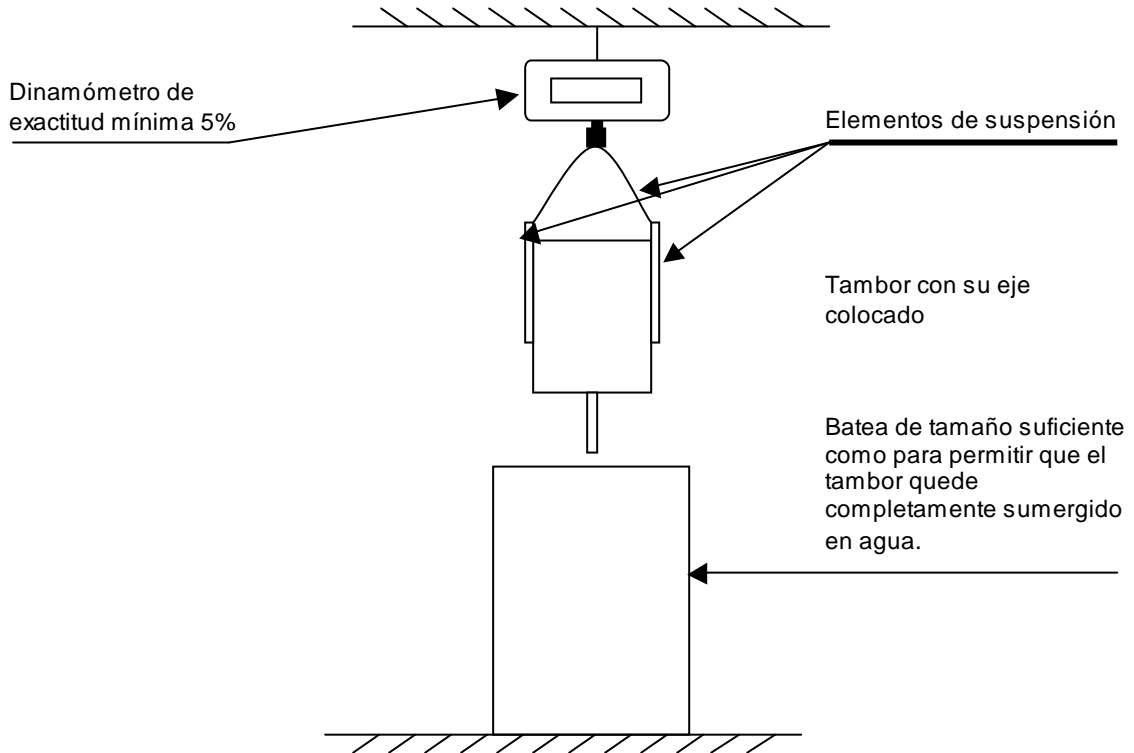 Dinamómetro de
exactitud mínima 5%
Elementos de suspensión
Tambor con su eje
colocado
Batea de tamaño suficiente
como para permitir que el
tambor quede
completamente sumergido
en agua.